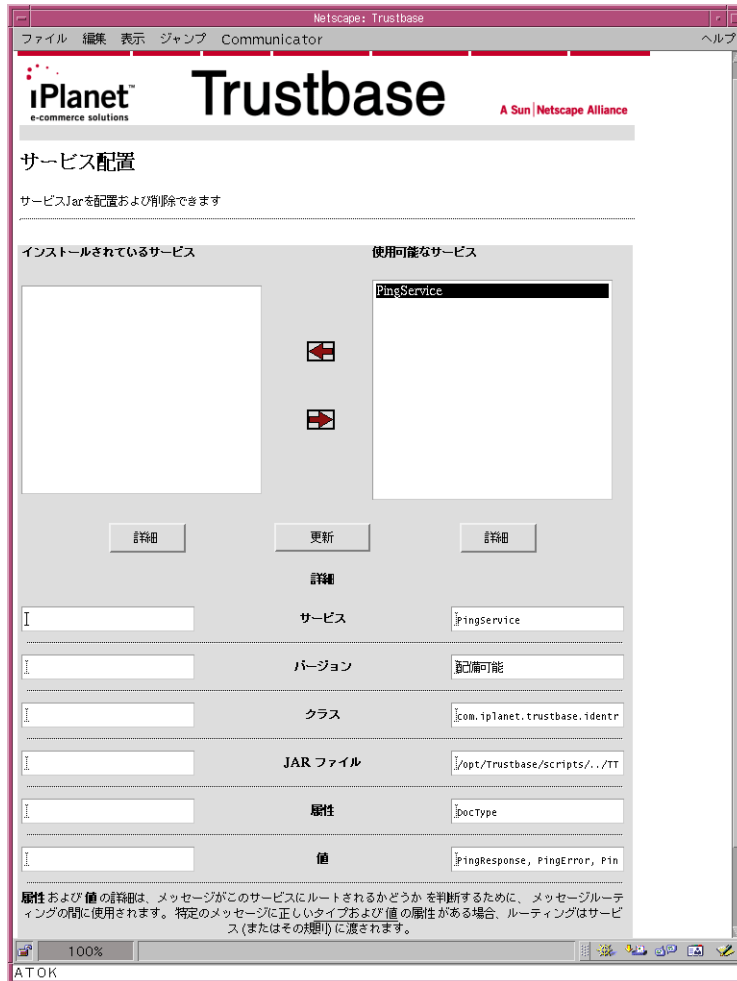 Netscape: Trustbase
ファイル 編集 表示 ジャンプ Communicator ヘルプ
iPlanet™
e-commerce solutions
Trustbase
A Sun | Netscape Alliance
サービス配置
サービスJarを配置および削除できます
インストールされているサービス 使用可能なサービス
PingService
詳細 更新 詳細
詳細
サービス PingService
バージョン 配備可能
クラス com.iplanet.trustbase.identr
JAR ファイル /opt/Trustbase/scripts/../TT
属性 DocType
値 PingResponse, PingError, Pin
属性 および 値 の詳細は、メッセージがこのサービスにルートされるかどうか を判断するために、 メッセージルーテ
ィングの間に使用されます。 特定のメッセージに正しいタイプおよび 値 の属性 がある場合、ルーティングはサービ
ス (またはその規則) に渡されます。
100%
ATOK